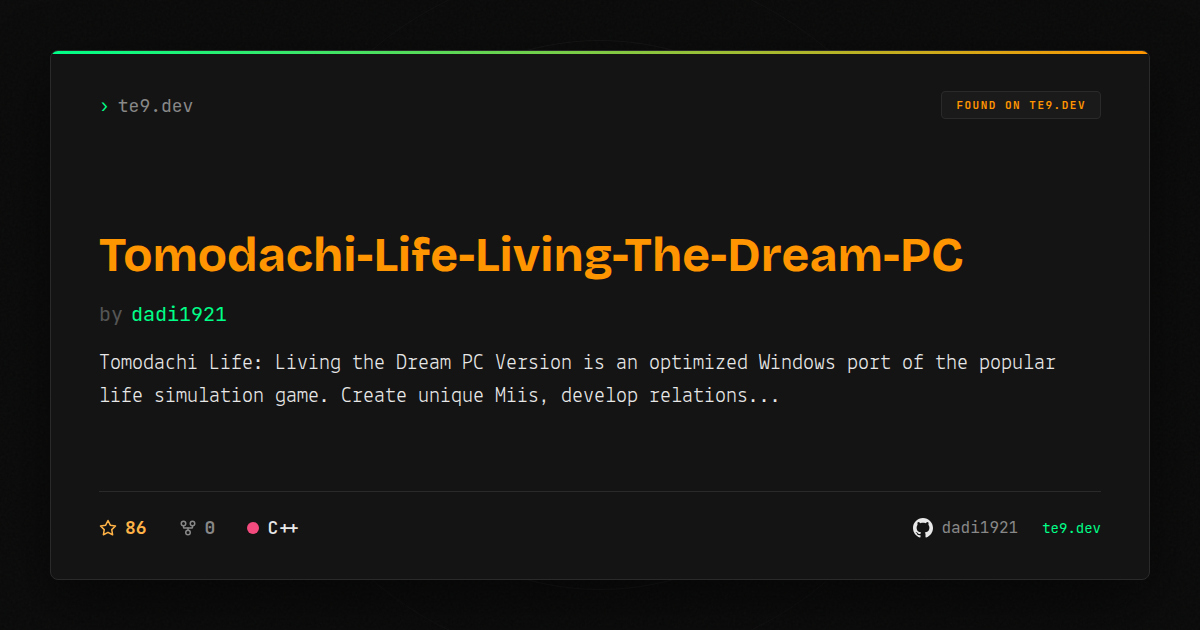 › te9.dev
FOUND ON TE9.DEV
Tomodachi-Life-Living-The-Dream-PC
by dadi1921
Tomodachi Life: Living the Dream PC Version is an optimized Windows port of the popular
life simulation game. Create unique Miis, develop relations...
86
0
C++
dadi1921
te9.dev